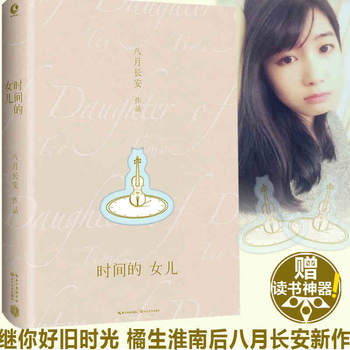 时间的
女儿
八月长安 作品
Daughter of
八月长安
作品
时间的 女儿
赠
读书神器!
继你好旧时光 橘生淮南后八月长安新作